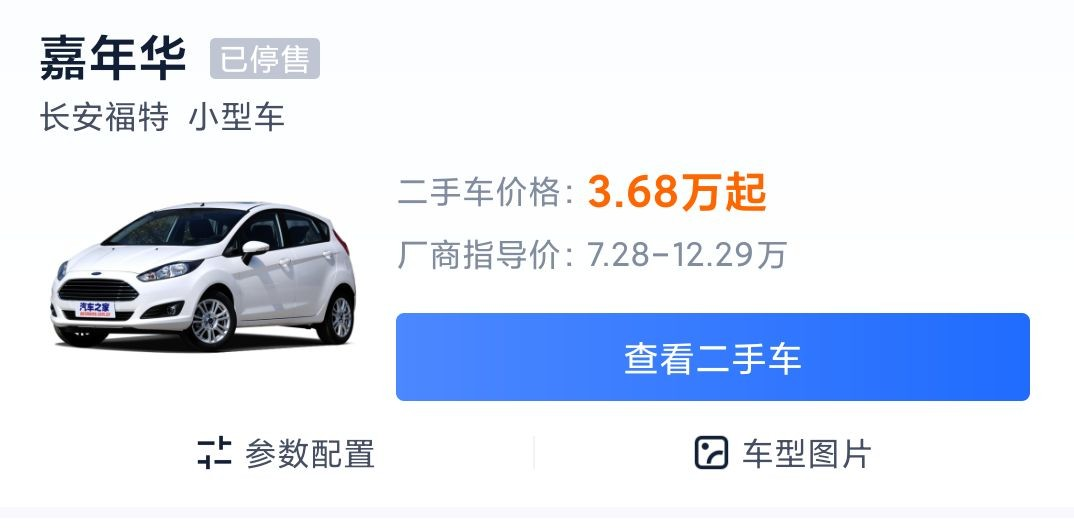 嘉年华 已停售
长安福特 小型车
二手车价格: 3.68万起
厂商指导价: 7.28-12.29万
汽车之家
查看二手车
参数配置 车型图片